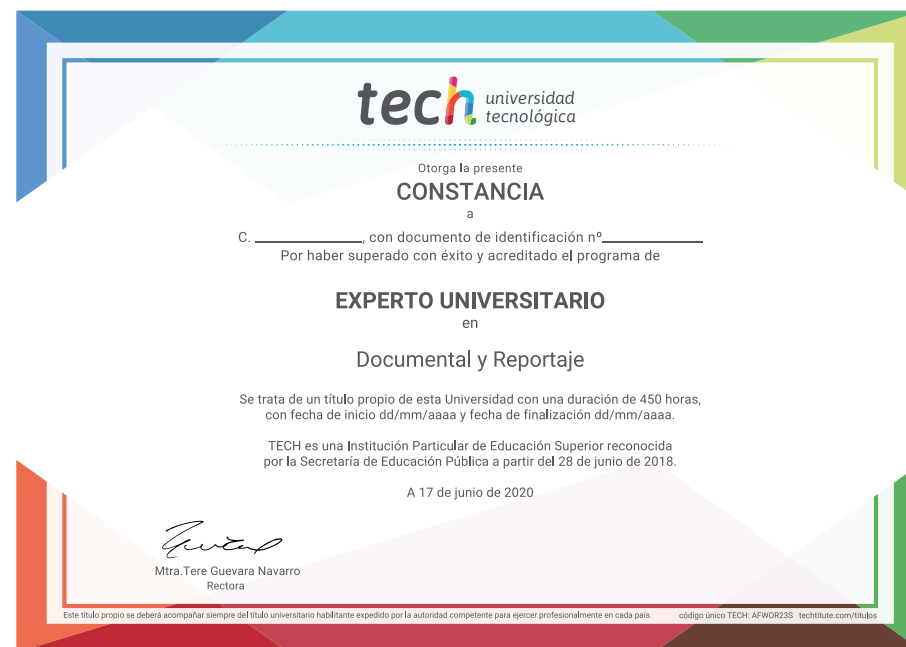 tech universidad
tecnológica
Otorga la presente
CONSTANCIA
a
C. ____________, con documento de identificación nº____________
Por haber superado con éxito y acreditado el programa de
EXPERTO UNIVERSITARIO
en
Documental y Reportaje
Se trata de un título propio de esta Universidad con una duración de 450 horas,
con fecha de inicio dd/mm/aaaa y fecha de finalización dd/mm/aaaa.
TECH es una Institución Particular de Educación Superior reconocida
por la Secretaría de Educación Pública a partir del 28 de junio de 2018.
A 17 de junio de 2020
Mtra.Tere Guevara Navarro
Rectora
Este título propio se deberá acompañar siempre del título universitario habilitante expedido por la autoridad competente para ejercer profesionalmente en cada país. código único TECH: AFWOR23S techtitute.com/titulos